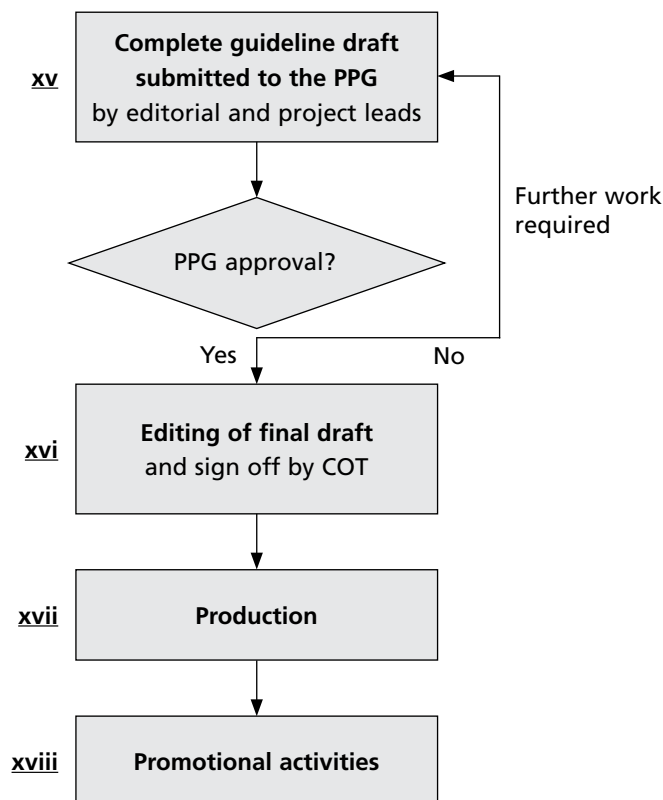 xv
Complete guideline draft
submitted to the PPG
by editorial and project leads
Further work
required
PPG approval?
Yes
No
xvi
Editing of final draft
and sign off by COT
xvii
Production
xviii
Promotional activities